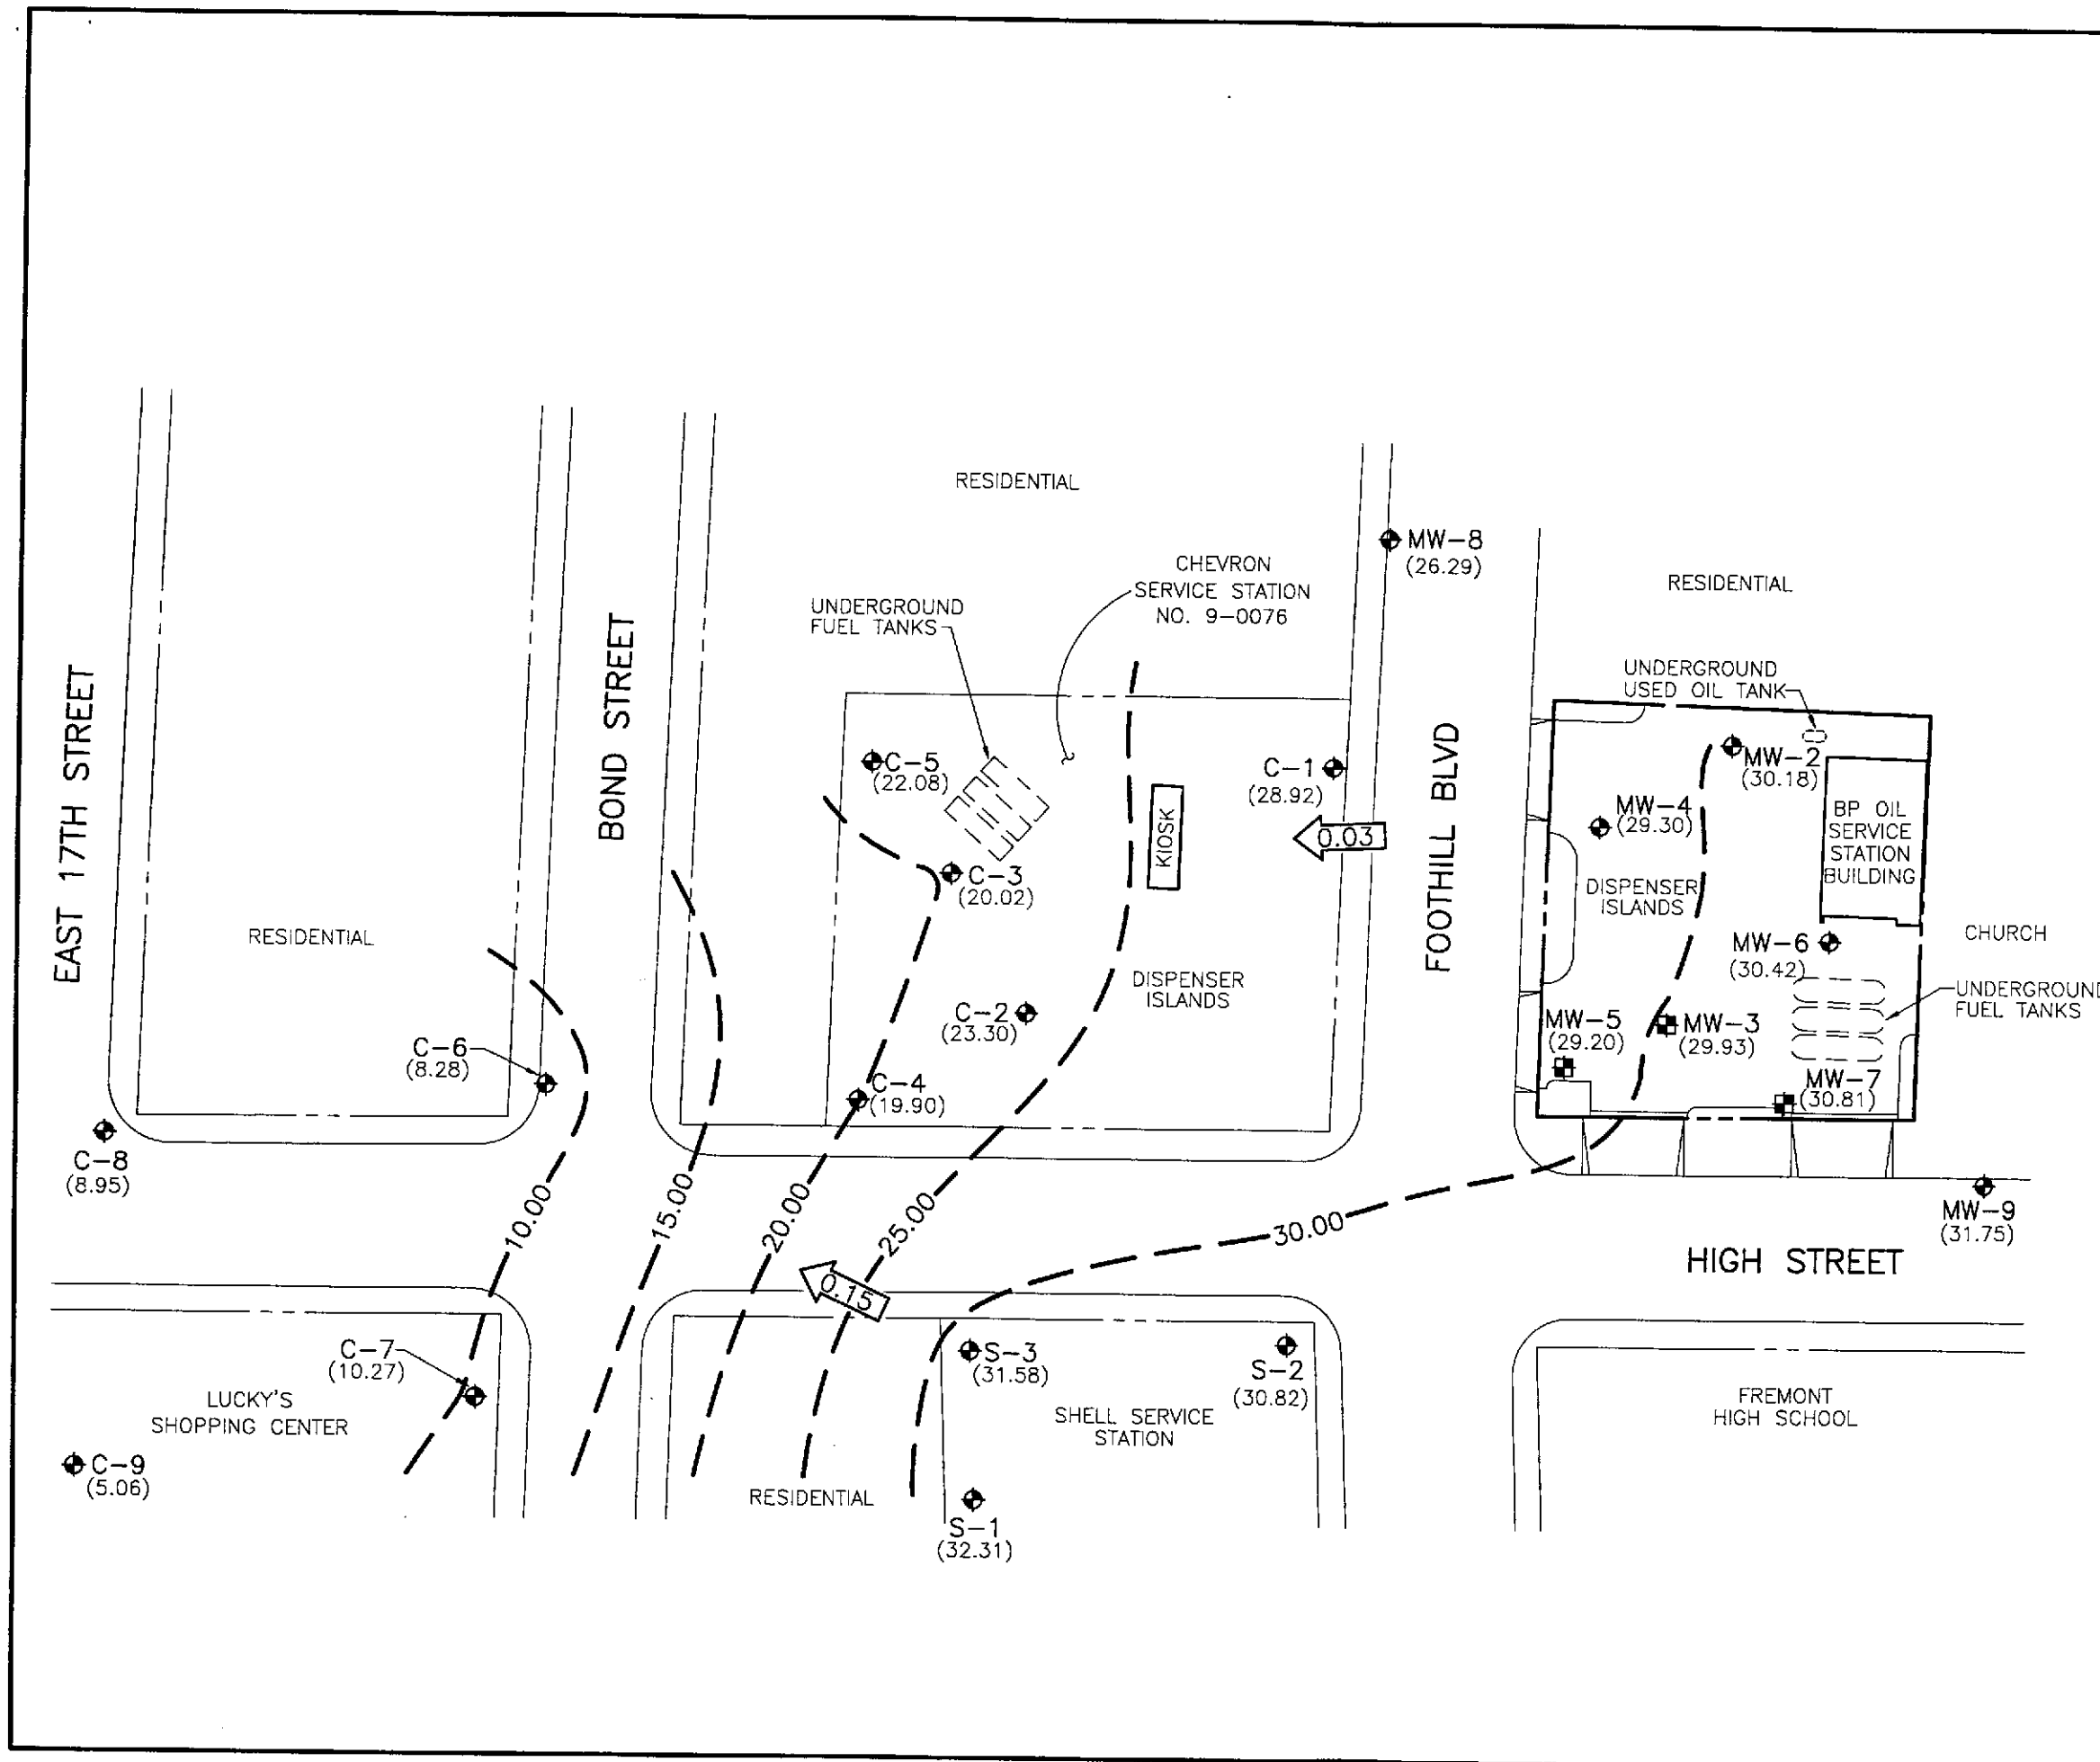 RESIDENTIAL
MW-8
(26.29)
CHEVRON
SERVICE STATION
NO. 9-0076
RESIDENTIAL
UNDERGROUND
FUEL TANKS
EAST 17TH STREET
BOND STREET
UNDERGROUND
USED OIL TANK
FOOTHILL BLVD
C-5
(22.08)
C-1
(28.92)
MW-2
(30.18)
KIOSK
0.03
MW-4
(29.30)
BP OIL
SERVICE
STATION
BUILDING
C-3
(20.02)
DISPENSER
ISLANDS
RESIDENTIAL
MW-6
(30.42)
CHURCH
DISPENSER
ISLANDS
UNDERGROUND
FUEL TANKS
C-2
(23.30)
MW-5
(29.20)
MW-3
(29.93)
C-6
(8.28)
C-4
(19.90)
MW-7
(30.81)
C-8
(8.95)
10.00
15.00
20.00
25.00
30.00
MW-9
(31.75)
HIGH STREET
0.15
C-7
(10.27)
S-3
(31.58)
S-2
(30.82)
LUCKY'S
SHOPPING CENTER
SHELL SERVICE
STATION
FREMONT
HIGH SCHOOL
C-9
(5.06)
RESIDENTIAL
S-1
(32.31)